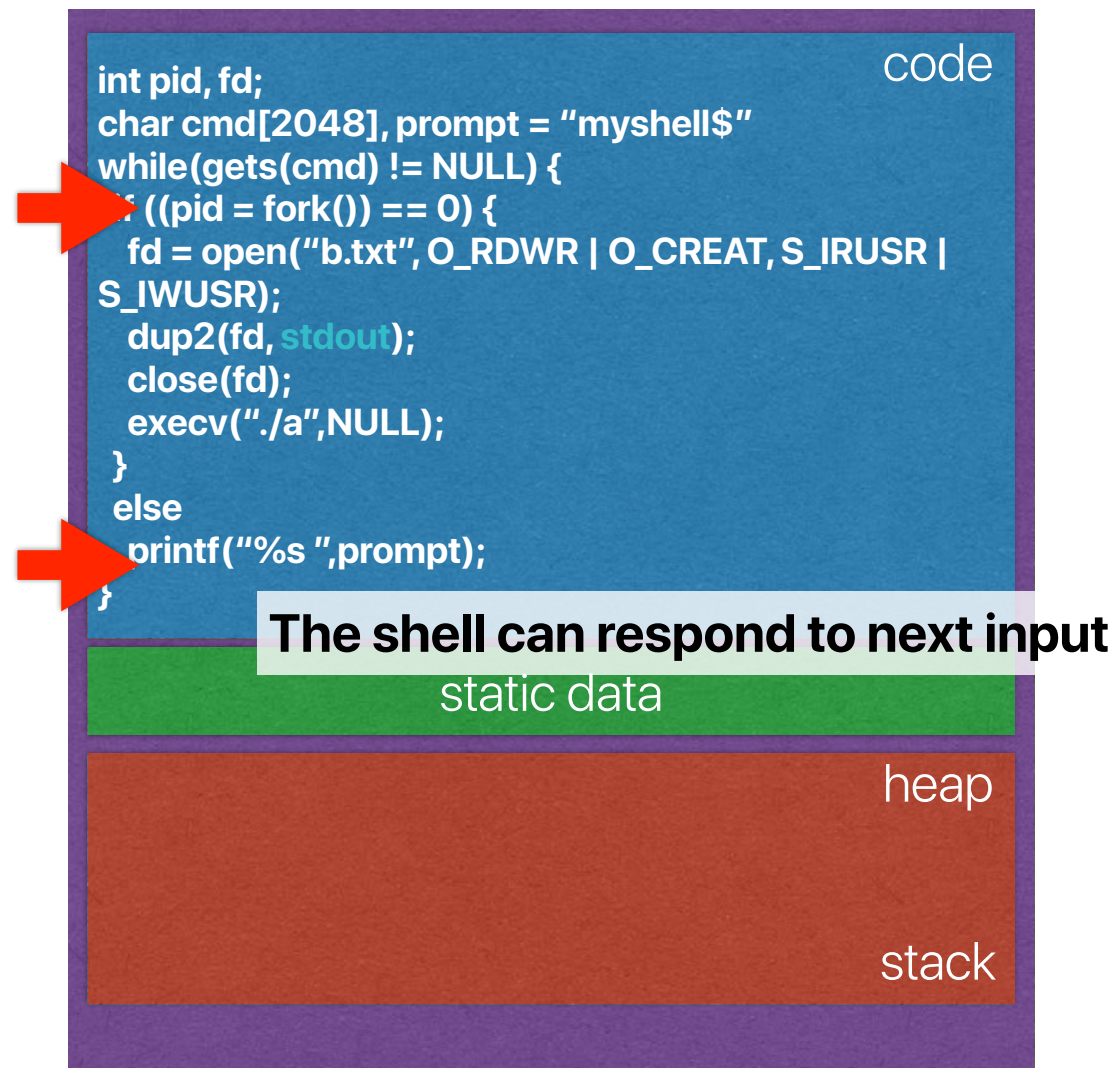 code
int pid, fd;
char cmd[2048], prompt = “myshell$”
while(gets(cmd) != NULL) {
f ((pid = fork()) == 0) {
fd = open(“b.txt”, O_RDWR | O_CREAT, S_IRUSR |
S_IWUSR);
dup2(fd, stdout);
close(fd);
execv(“./a”,NULL);
}
else
printf(“%s ”,prompt);
}
The shell can respond to next input
static data
heap
stack